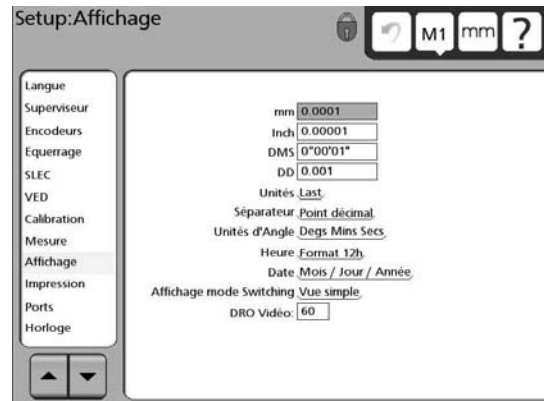 Setup:Affichage
M1 mm ?
Langue
Superviseur
Encodeurs
Equerrage
SLEC
VED
Calibration
Mesure
Affichage
Impression
Ports
Horloge
mm 0.0001
Inch 0.00001
DMS 0°00'01"
DD 0.001
Unités Last
Séparateur Point décimal
Unités d'Angle Degs Mins Secs
Heure Format 12h
Date Mois / Jour / Année
Affichage mode Switching Vue simple
DRO Vidéo: 60